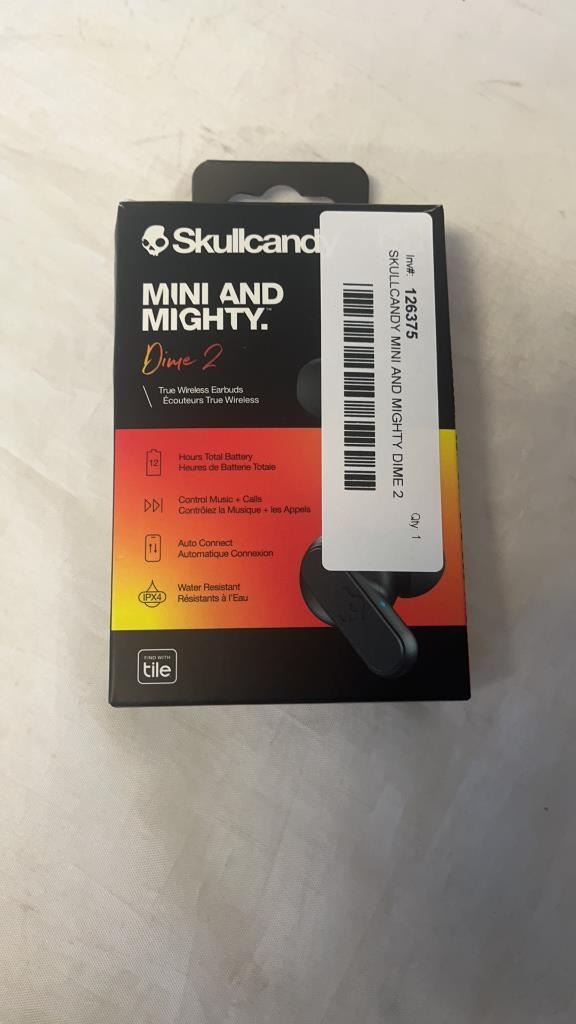 Skullcandy
MINI AND
MIGHTY.™
Dime 2
True Wireless Earbuds
Écouteurs True Wireless
12
Hours Total Battery
Heures de Batterie Totale
Control Music + Calls
Contrôlez la Musique + les Appels
Auto Connect
Automatique Connexion
IPX4
Water Resistant
Résistants à l'Eau
FIND WITH
tile
Inv#: 126375
SKULLCANDY MINI AND MIGHTY DIME 2
Qty: 1